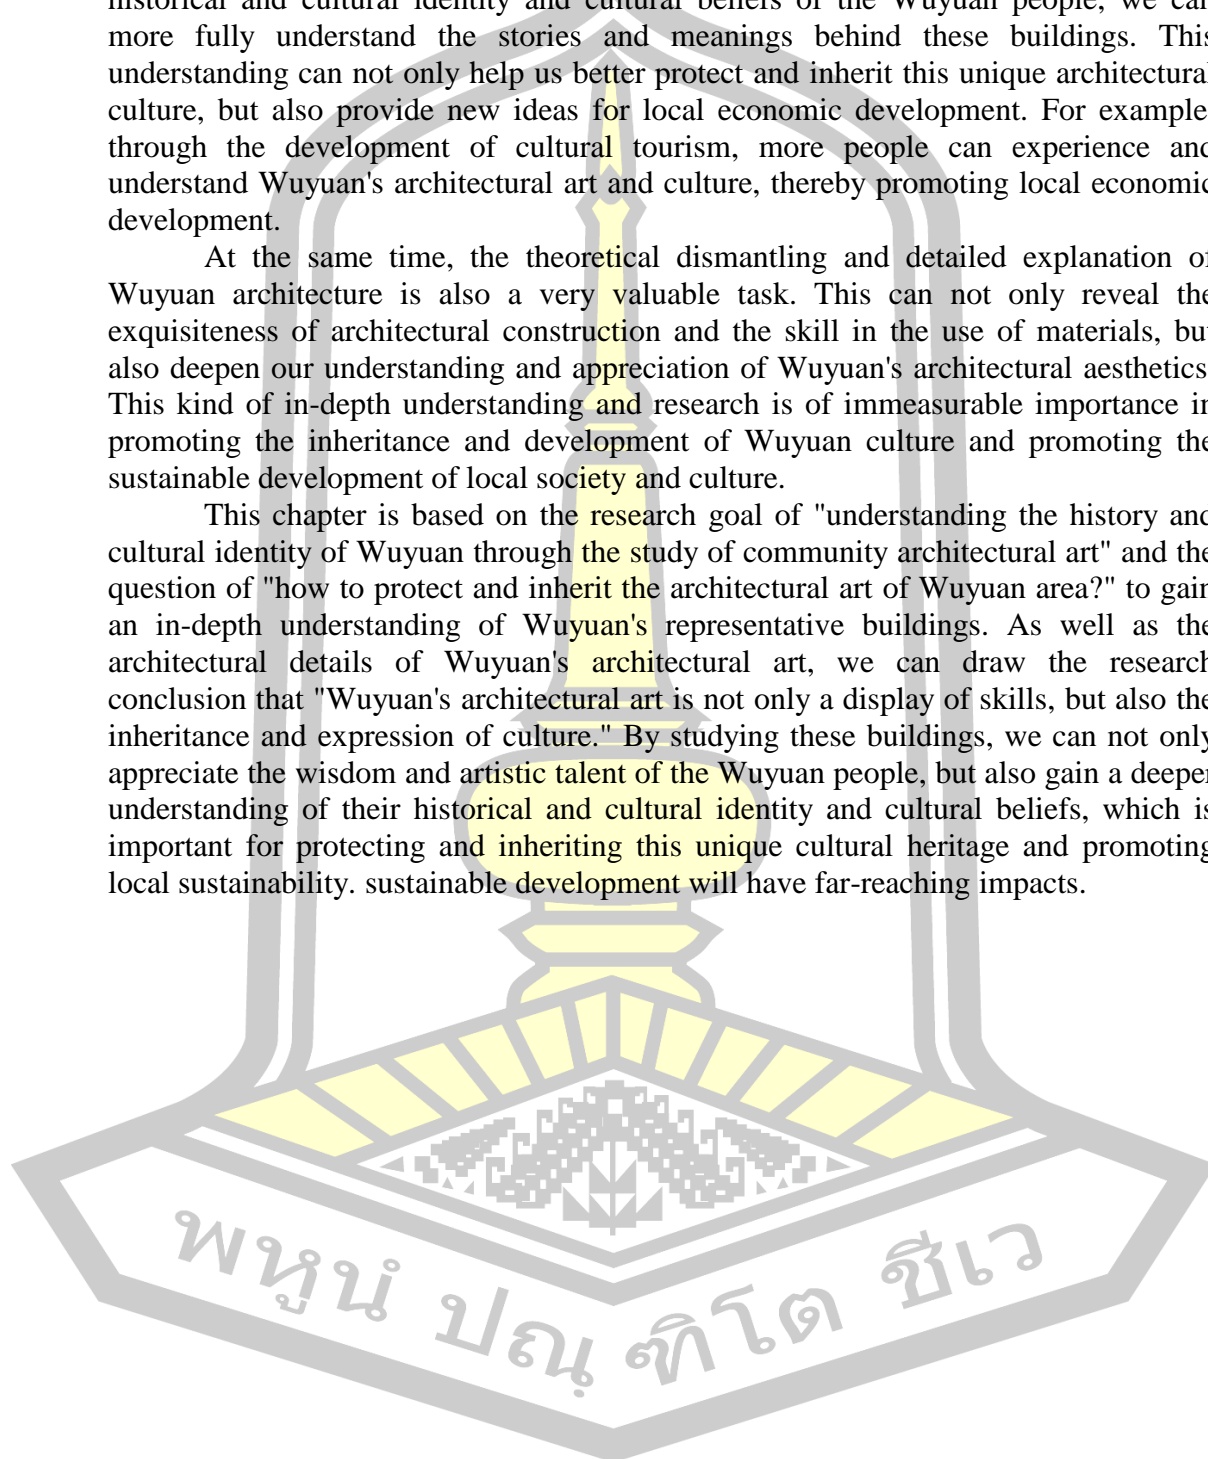 historical and cultural identity and cultural beliefs of the Wuyuan people, we can
more fully understand the stories and meanings behind these buildings. This
understanding can not only help us better protect and inherit this unique architectural
culture, but also provide new ideas for local economic development. For example,
through the development of cultural tourism, more people can experience and
understand Wuyuan's architectural art and culture, thereby promoting local economic
development.
At the same time, the theoretical dismantling and detailed explanation of
Wuyuan architecture is also a very valuable task. This can not only reveal the
exquisiteness of architectural construction and the skill in the use of materials, but
also deepen our understanding and appreciation of Wuyuan's architectural aesthetics.
This kind of in-depth understanding and research is of immeasurable importance in
promoting the inheritance and development of Wuyuan culture and promoting the
sustainable development of local society and culture.
This chapter is based on the research goal of "understanding the history and
cultural identity of Wuyuan through the study of community architectural art" and the
question of "how to protect and inherit the architectural art of Wuyuan area?" to gain
an in-depth understanding of Wuyuan's representative buildings. As well as the
architectural details of Wuyuan's architectural art, we can draw the research
conclusion that "Wuyuan's architectural art is not only a display of skills, but also the
inheritance and expression of culture." By studying these buildings, we can not only
appreciate the wisdom and artistic talent of the Wuyuan people, but also gain a deeper
understanding of their historical and cultural identity and cultural beliefs, which is
important for protecting and inheriting this unique cultural heritage and promoting
local sustainability. sustainable development will have far-reaching impacts.
พหูนํ ปณฺฑิโต ชีเว